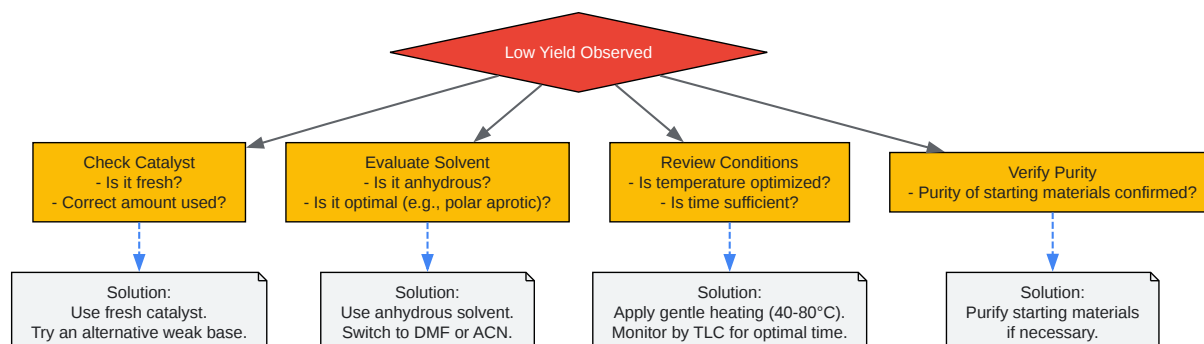 Low Yield Observed
Check Catalyst
- Is it fresh?
- Correct amount used?
Evaluate Solvent
- Is it anhydrous?
- Is it optimal (e.g., polar aprotic)?
Review Conditions
- Is temperature optimized?
- Is time sufficient?
Verify Purity
- Purity of starting materials confirmed?
Solution:
Use fresh catalyst.
Try an alternative weak base.
Solution:
Use anhydrous solvent.
Switch to DMF or ACN.
Solution:
Apply gentle heating (40-80°C).
Monitor by TLC for optimal time.
Solution:
Purify starting materials
if necessary.